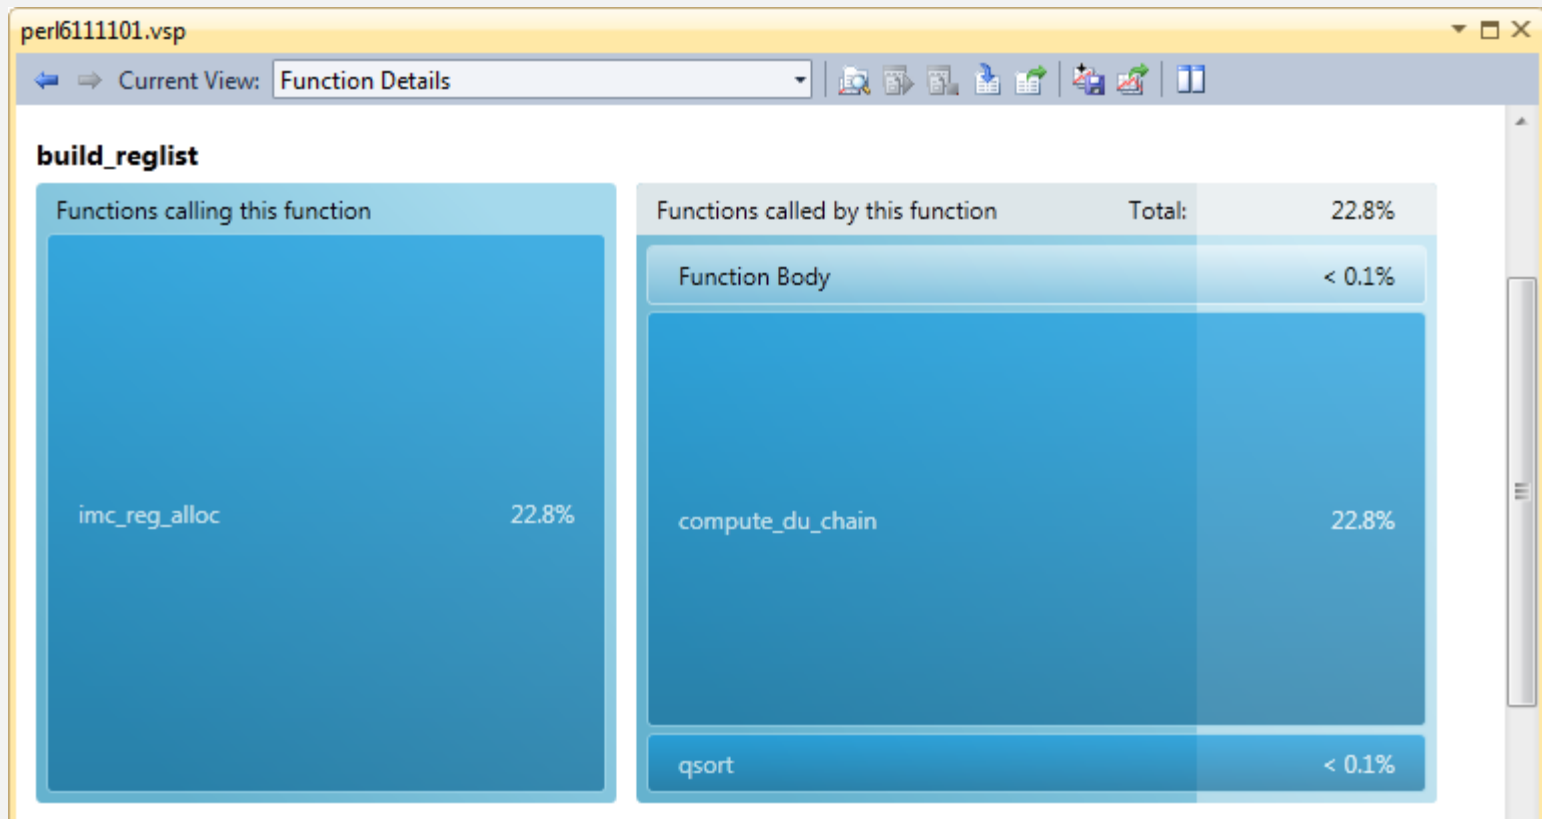 perl6111101.vsp
Current View: Function Details
build_reglist
Functions calling this function
imc_reg_alloc 22.8%
Functions called by this function Total: 22.8%
Function Body < 0.1%
compute_du_chain 22.8%
qsort < 0.1%